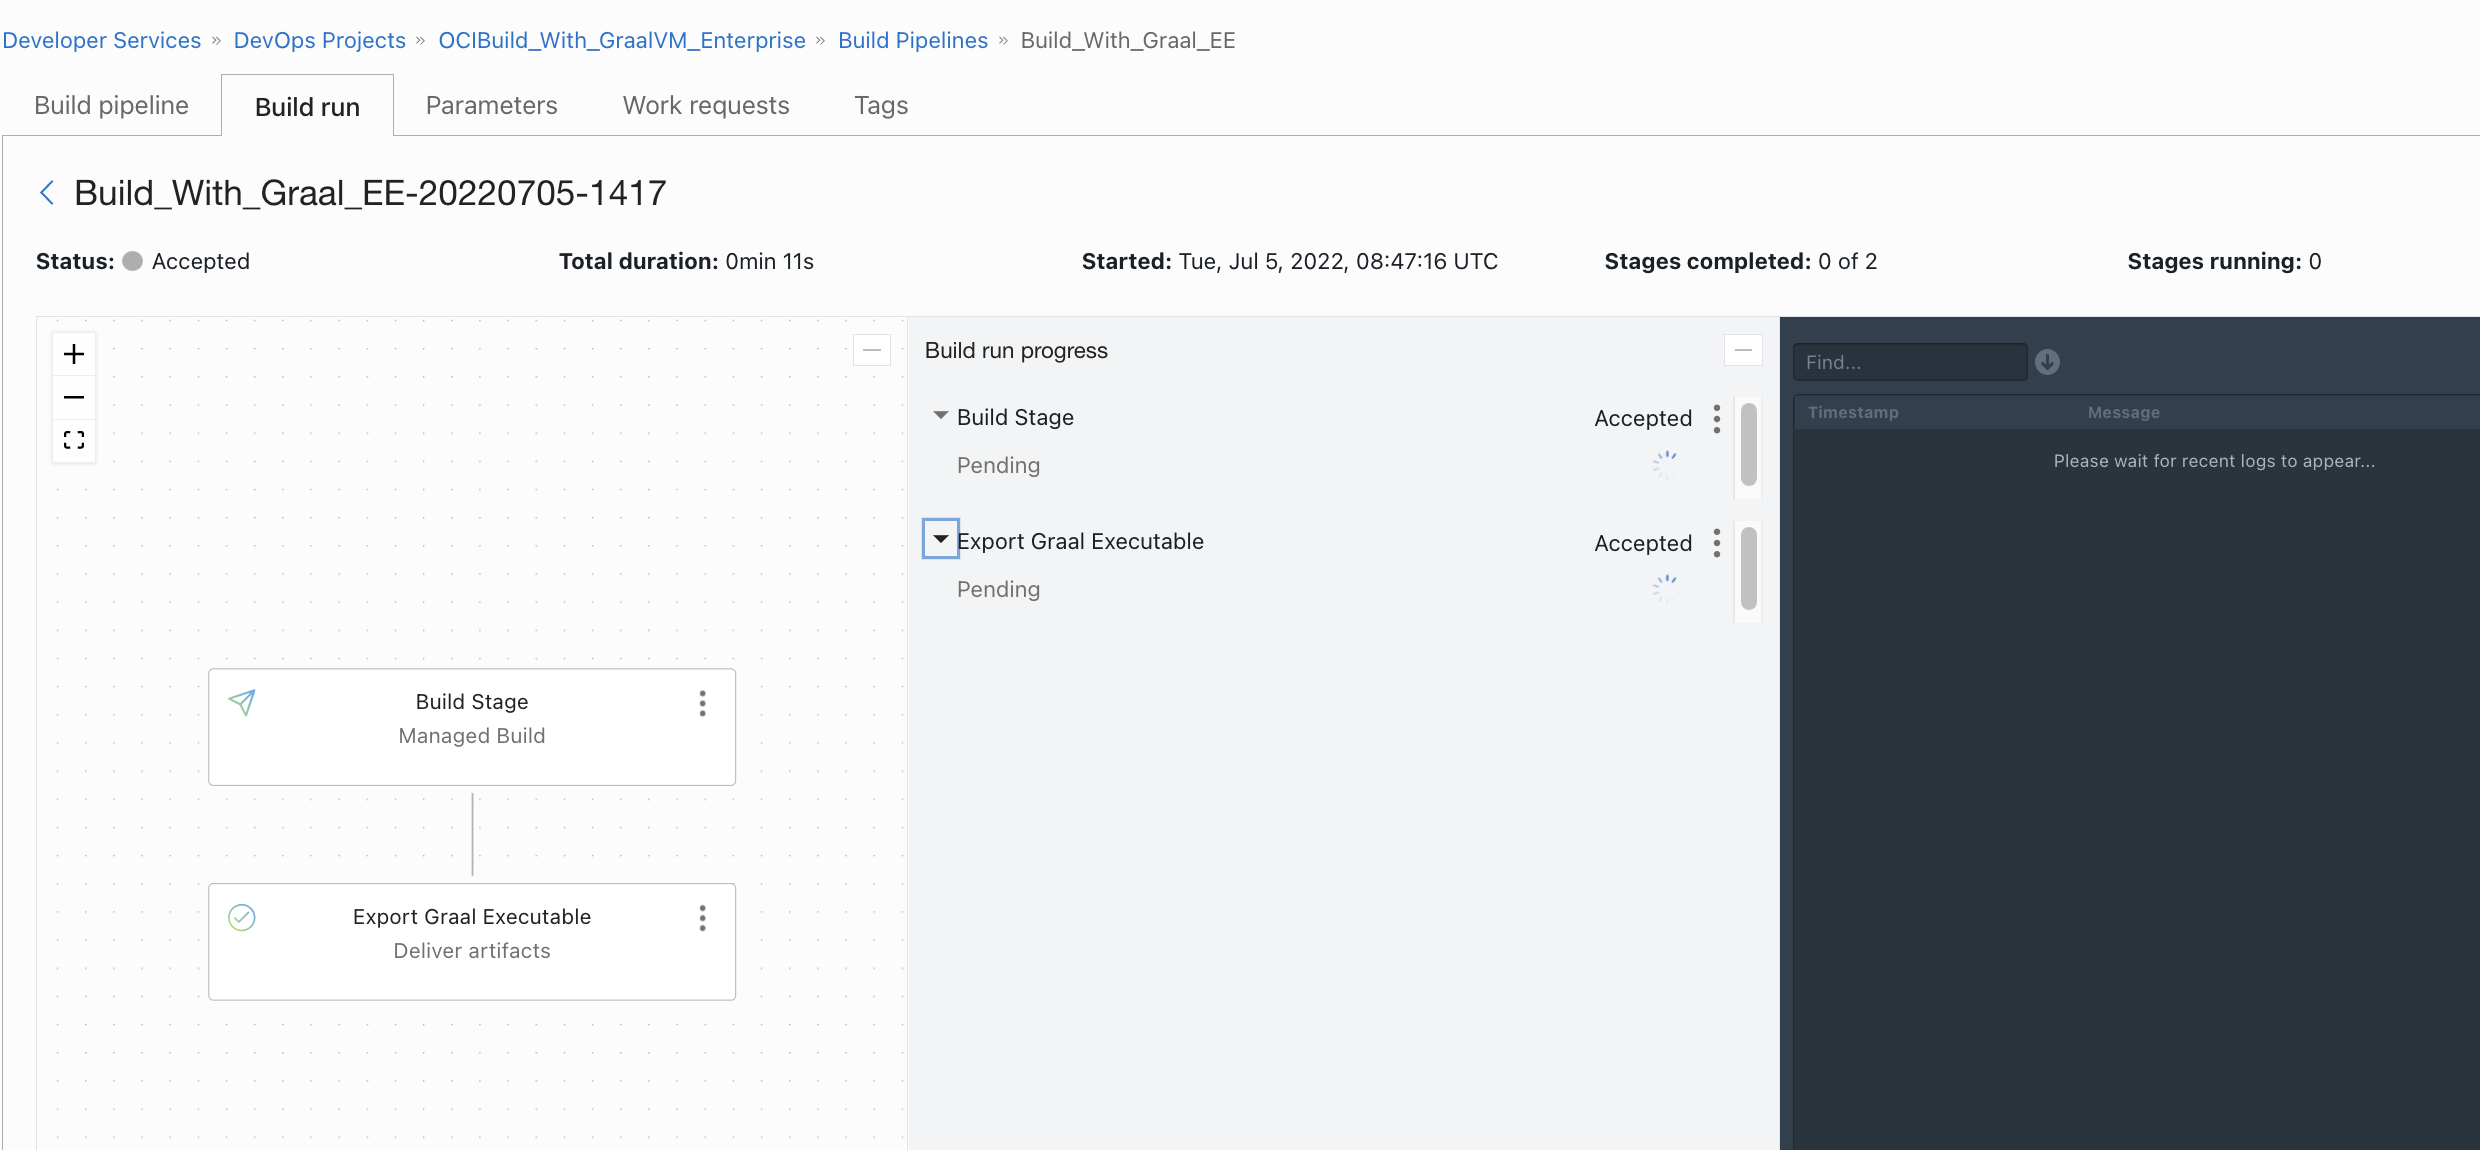 Developer Services » DevOps Projects » OCIBuild_With_GraalVM_Enterprise » Build Pipelines » Build_With_Graal_EE
Build pipeline Build run Parameters Work requests Tags
Build_With_Graal_EE-20220705-1417
Status: Accepted Total duration: 0min 11s Started: Tue, Jul 5, 2022, 08:47:16 UTC Stages completed: 0 of 2 Stages running: 0
Build Stage
Managed Build
Export Graal Executable
Deliver artifacts
Build run progress
Build Stage Accepted
Pending
Export Graal Executable Accepted
Pending
Find...
Timestamp Message
Please wait for recent logs to appear...